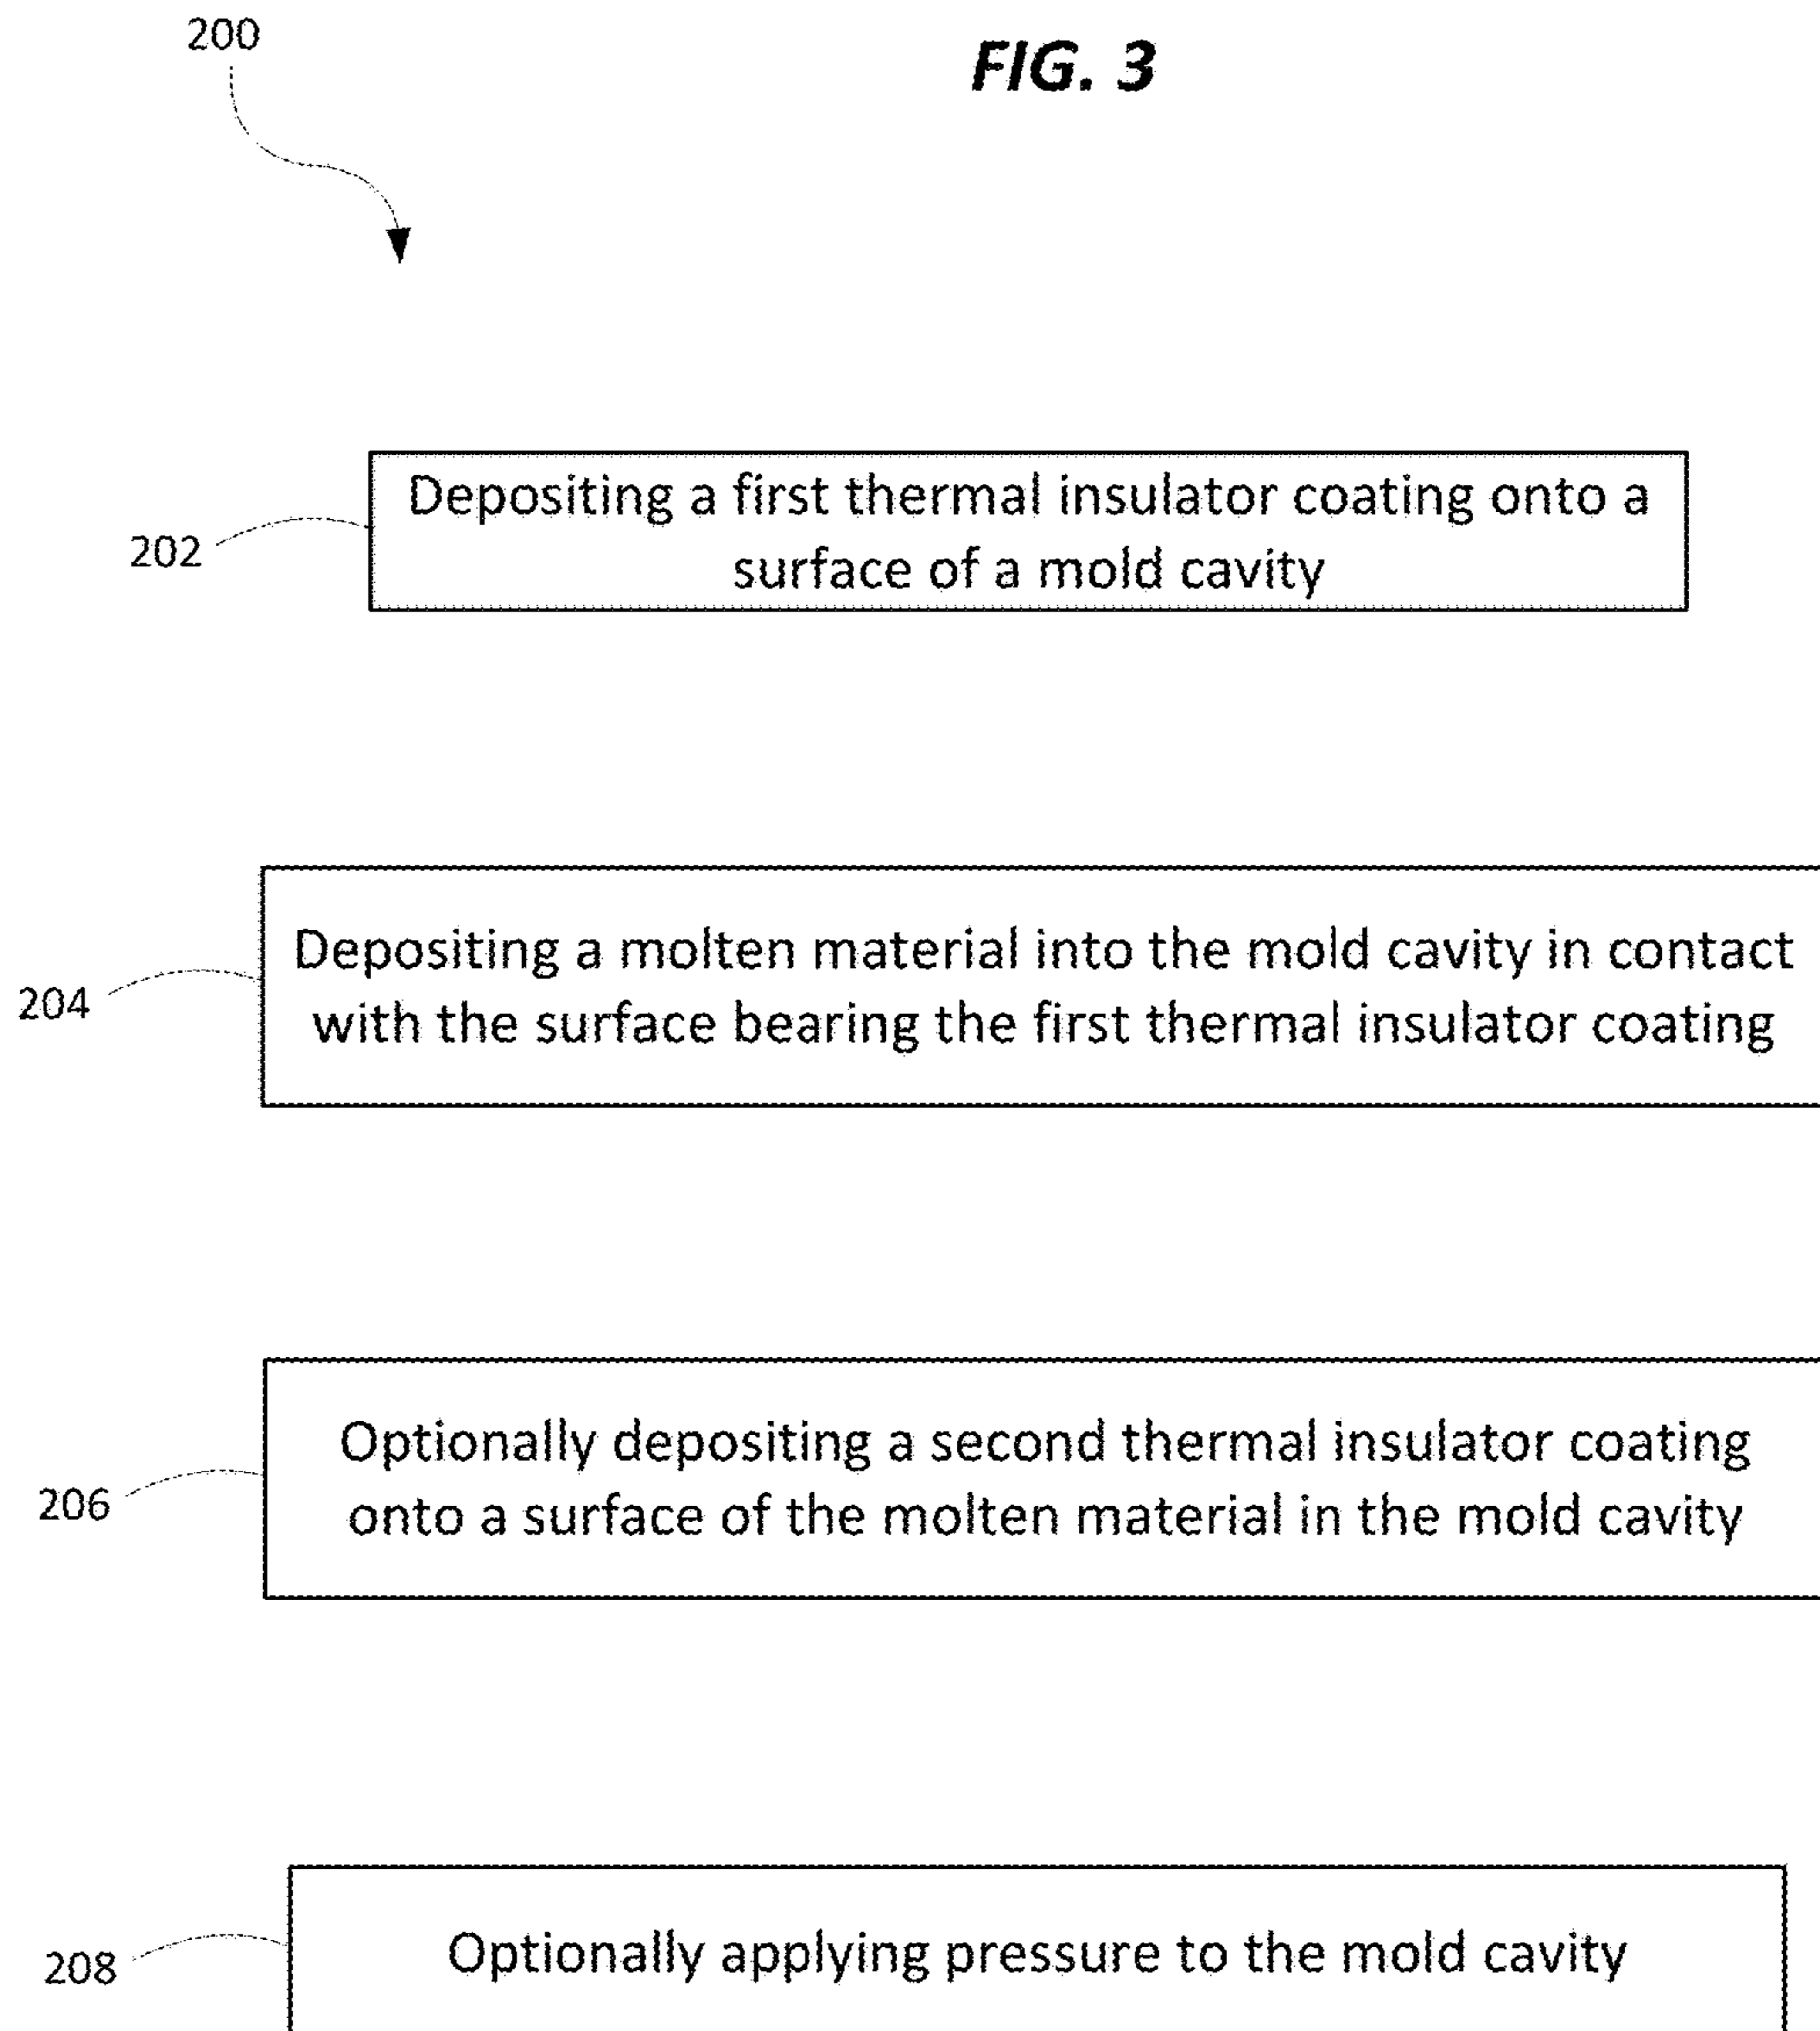 200
FIG. 3
202
Depositing a first thermal insulator coating onto a
surface of a mold cavity
204
Depositing a molten material into the mold cavity in contact
with the surface bearing the first thermal insulator coating
206
Optionally depositing a second thermal insulator coating
onto a surface of the molten material in the mold cavity
208
Optionally applying pressure to the mold cavity